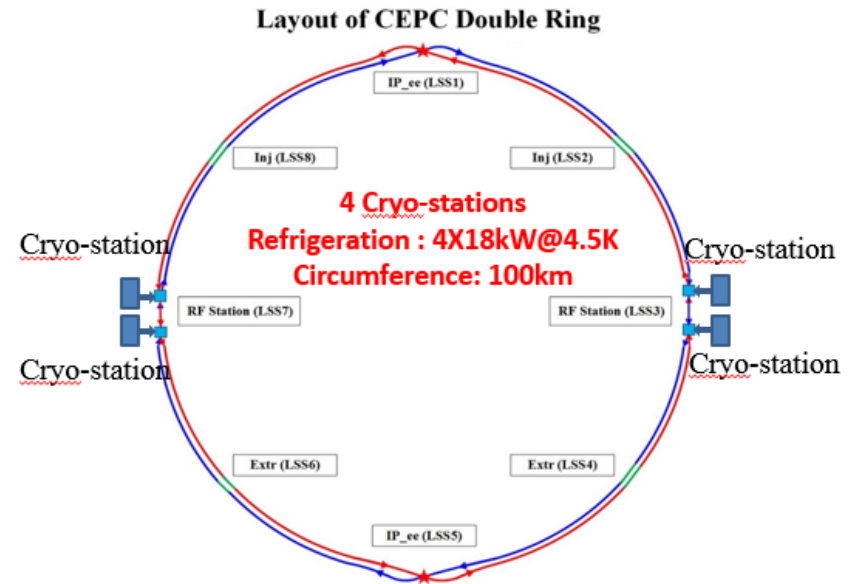 Layout of CEPC Double Ring
IP_ee (LSS1)
Inj (LSS8)
Inj (LSS2)
4 Cryo-stations
Refrigeration : 4X18kW@4.5K
Circumference: 100km
Cryo-station
Cryo-station
RF Station (LSS7)
RF Station (LSS3)
Cryo-station
Cryo-station
Extr (LSS6)
Extr (LSS4)
IP_ee (LSS5)